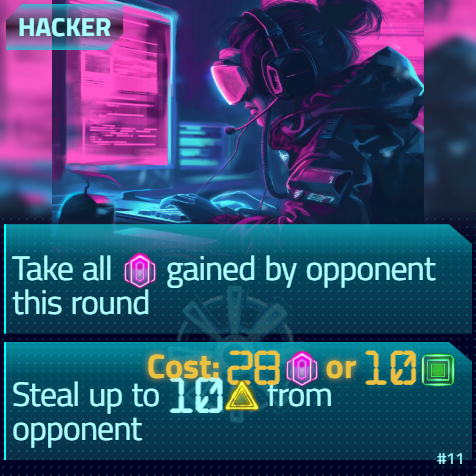 HACKER
Take all gained by opponent
this round
Cost: 28 or 10
Steal up to 10 from
opponent
#11